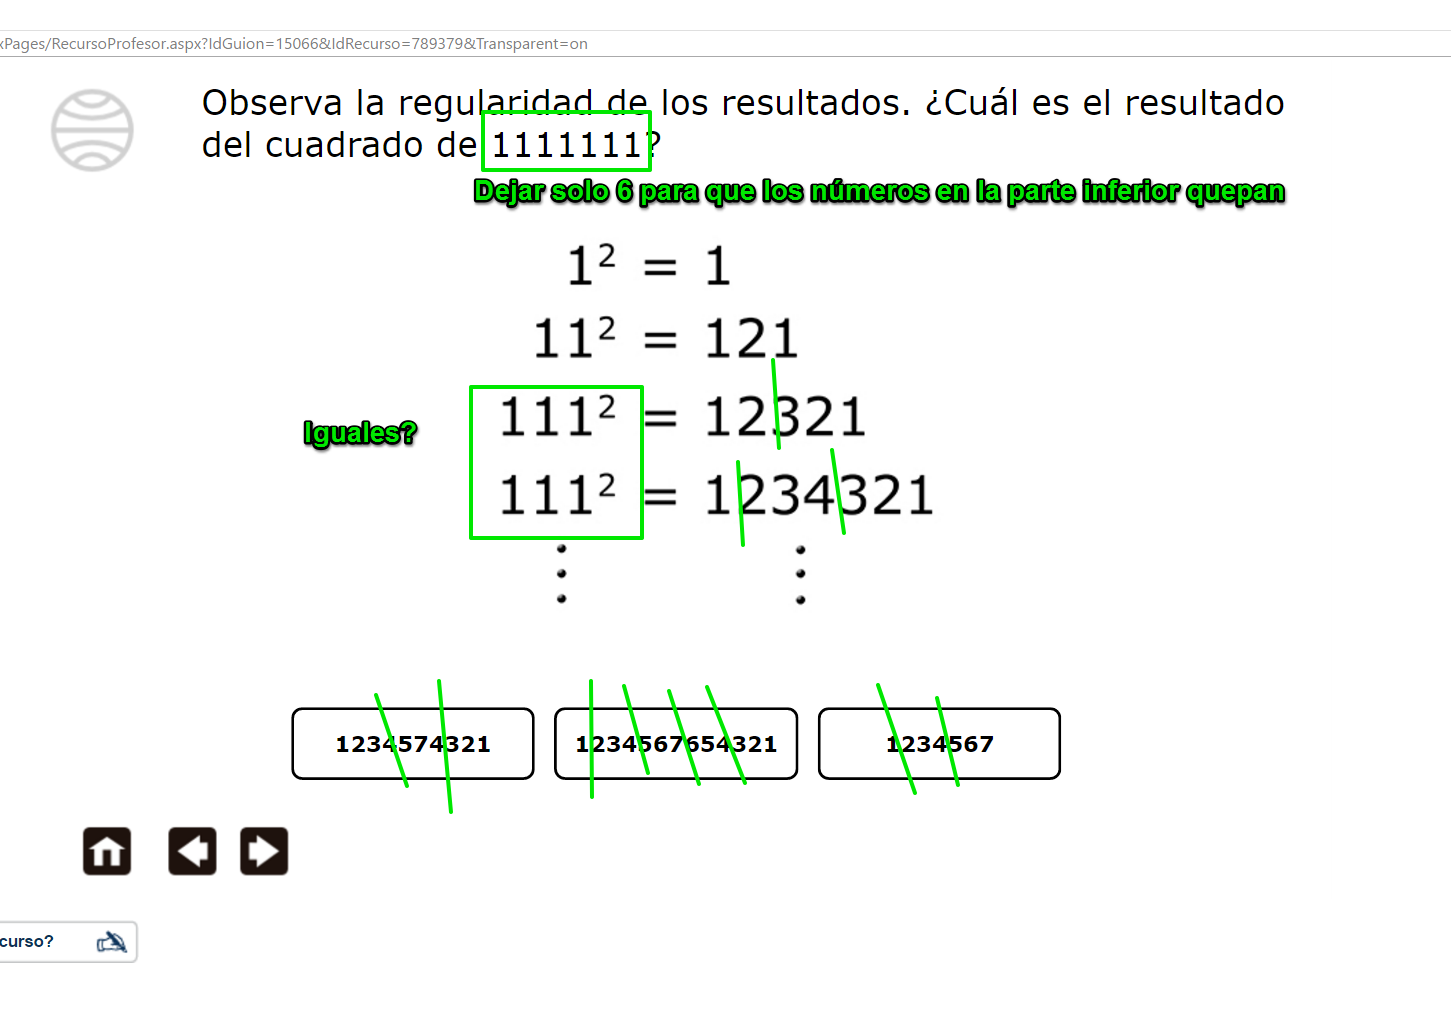 xPages/RecursoProfesor.aspx?IdGuion=15066&IdRecurso=789379&Transparent=on
Observa la regularidad de los resultados. ¿Cuál es el resultado
del cuadrado de 1111111?
Dejar solo 6 para que los números en la parte inferior quepan
1² = 1
11² = 121
111² = 12321
Iguales?
111² = 1234321
1234574321
1234567654321
1234567
curso?